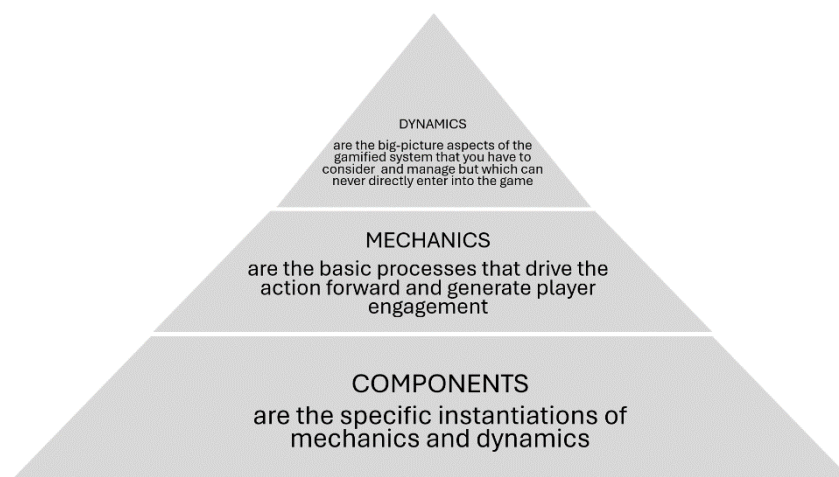 DYNAMICS
are the big-picture aspects of the
gamified system that you have to
consider and manage but which can
never directly enter into the game
MECHANICS
are the basic processes that drive the
action forward and generate player
engagement
COMPONENTS
are the specific instantiations of
mechanics and dynamics